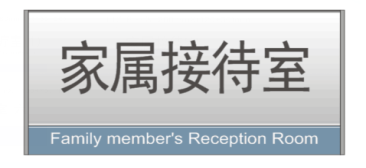 家属接待室
Family member's Reception Room